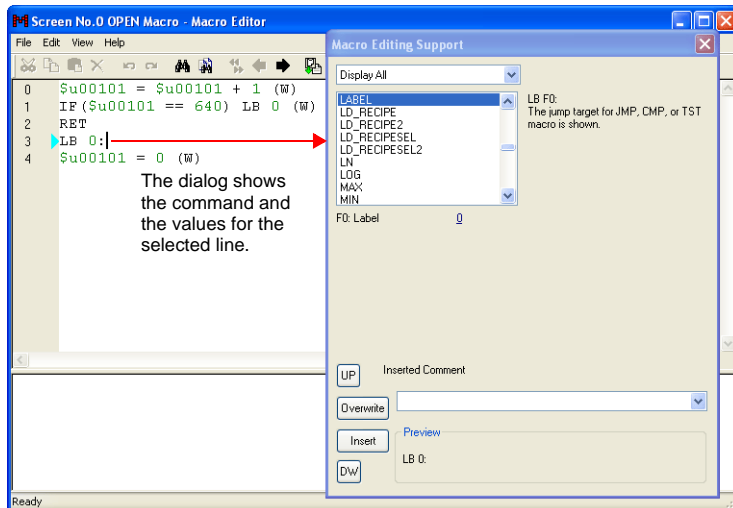 Screen No.0 OPEN Macro - Macro Editor
File Edit View Help
0 $u00101 = $u00101 + 1 (W)
1 IF($u00101 == 640) LB 0 (W)
2 RET
3 LB 0:
4 $u00101 = 0 (W)
The dialog shows
the command and
the values for the
selected line.
Macro Editing Support
Display All
LABEL
LD_RECIPE
LD_RECIPE2
LD_RECIPESEL
LD_RECIPESEL2
LN
LOG
MAX
MIN
LB F0:
The jump target for JMP, CMP, or TST
macro is shown.
F0: Label 0
UP
Inserted Comment
Overwrite
Insert
Preview
LB 0:
DW
Ready